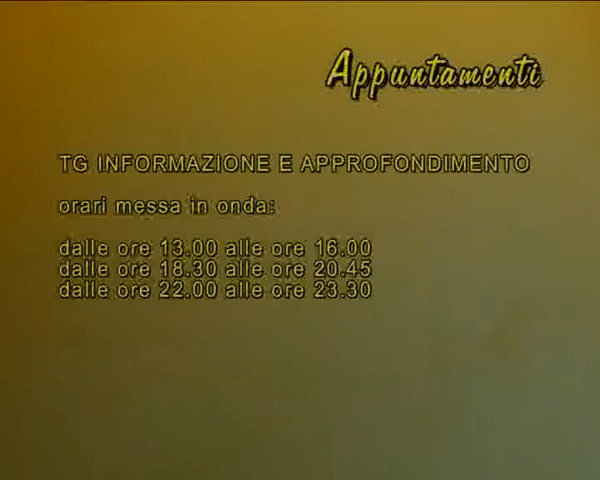 Appuntamenti
TG INFORMAZIONE E APPROFONDIMENTO
orari messa in onda:
dalle ore 13.00 alle ore 16.00
dalle ore 18.30 alle ore 20.45
dalle ore 22.00 alle ore 23.30